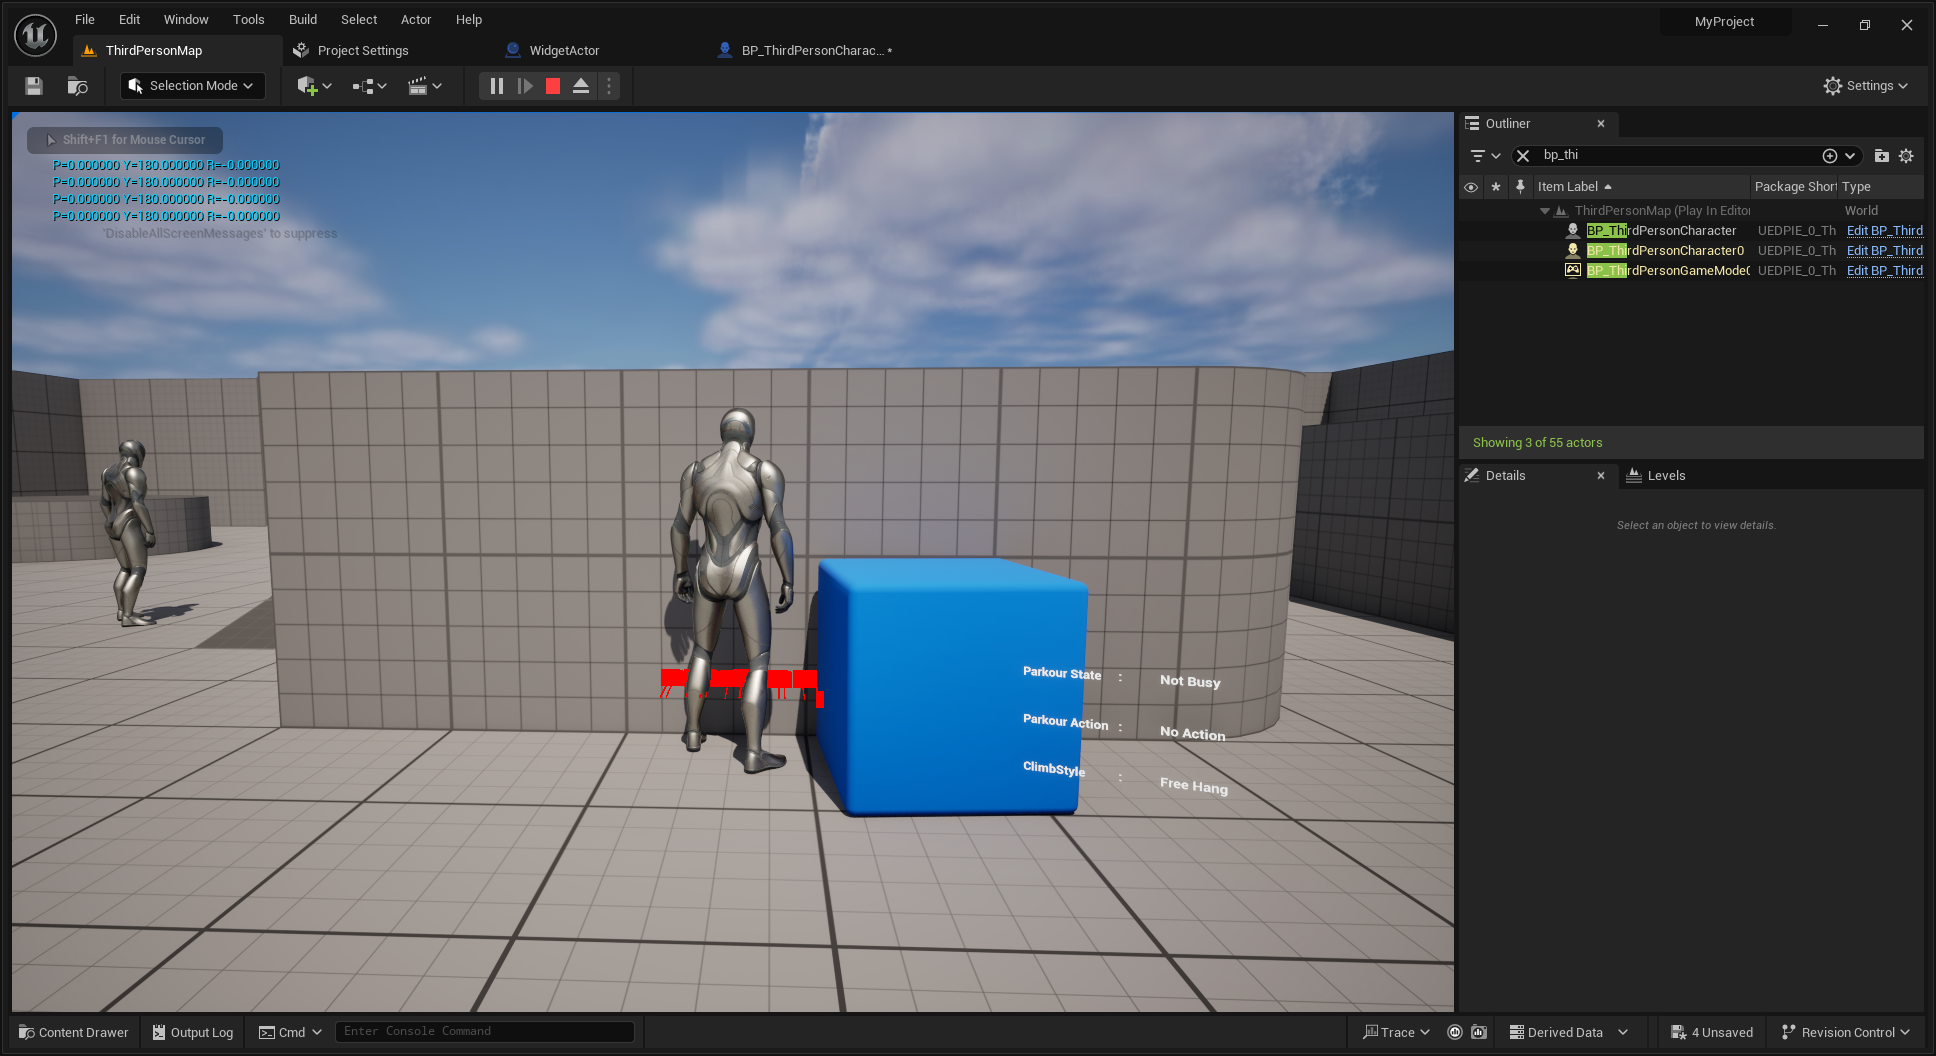 File Edit Window Tools Build Select Actor Help
MyProject
ThirdPersonMap Project Settings WidgetActor BP_ThirdPersonCharac... •
Selection Mode Settings
Shift+F1 for Mouse Cursor
P=0.000000 Y=180.000000 R=-0.000000
P=0.000000 Y=180.000000 R=-0.000000
P=0.000000 Y=180.000000 R=-0.000000
P=0.000000 Y=180.000000 R=-0.000000
'DisableAllScreenMessages' to suppress
Parkour State : Not Busy
Parkour Action : No Action
ClimbStyle : Free Hang
Outliner
bp_thi
Item Label Package Short Type
ThirdPersonMap (Play In Editor World
BP_ThirdPersonCharacter UEDPIE_0_Th Edit BP_Third
BP_ThirdPersonCharacter0 UEDPIE_0_Th Edit BP_Third
BP_ThirdPersonGameMode0 UEDPIE_0_Th Edit BP_Third
Showing 3 of 55 actors
Details Levels
Select an object to view details.
Content Drawer Output Log Cmd Enter Console Command Trace Derived Data 4 Unsaved Revision Control